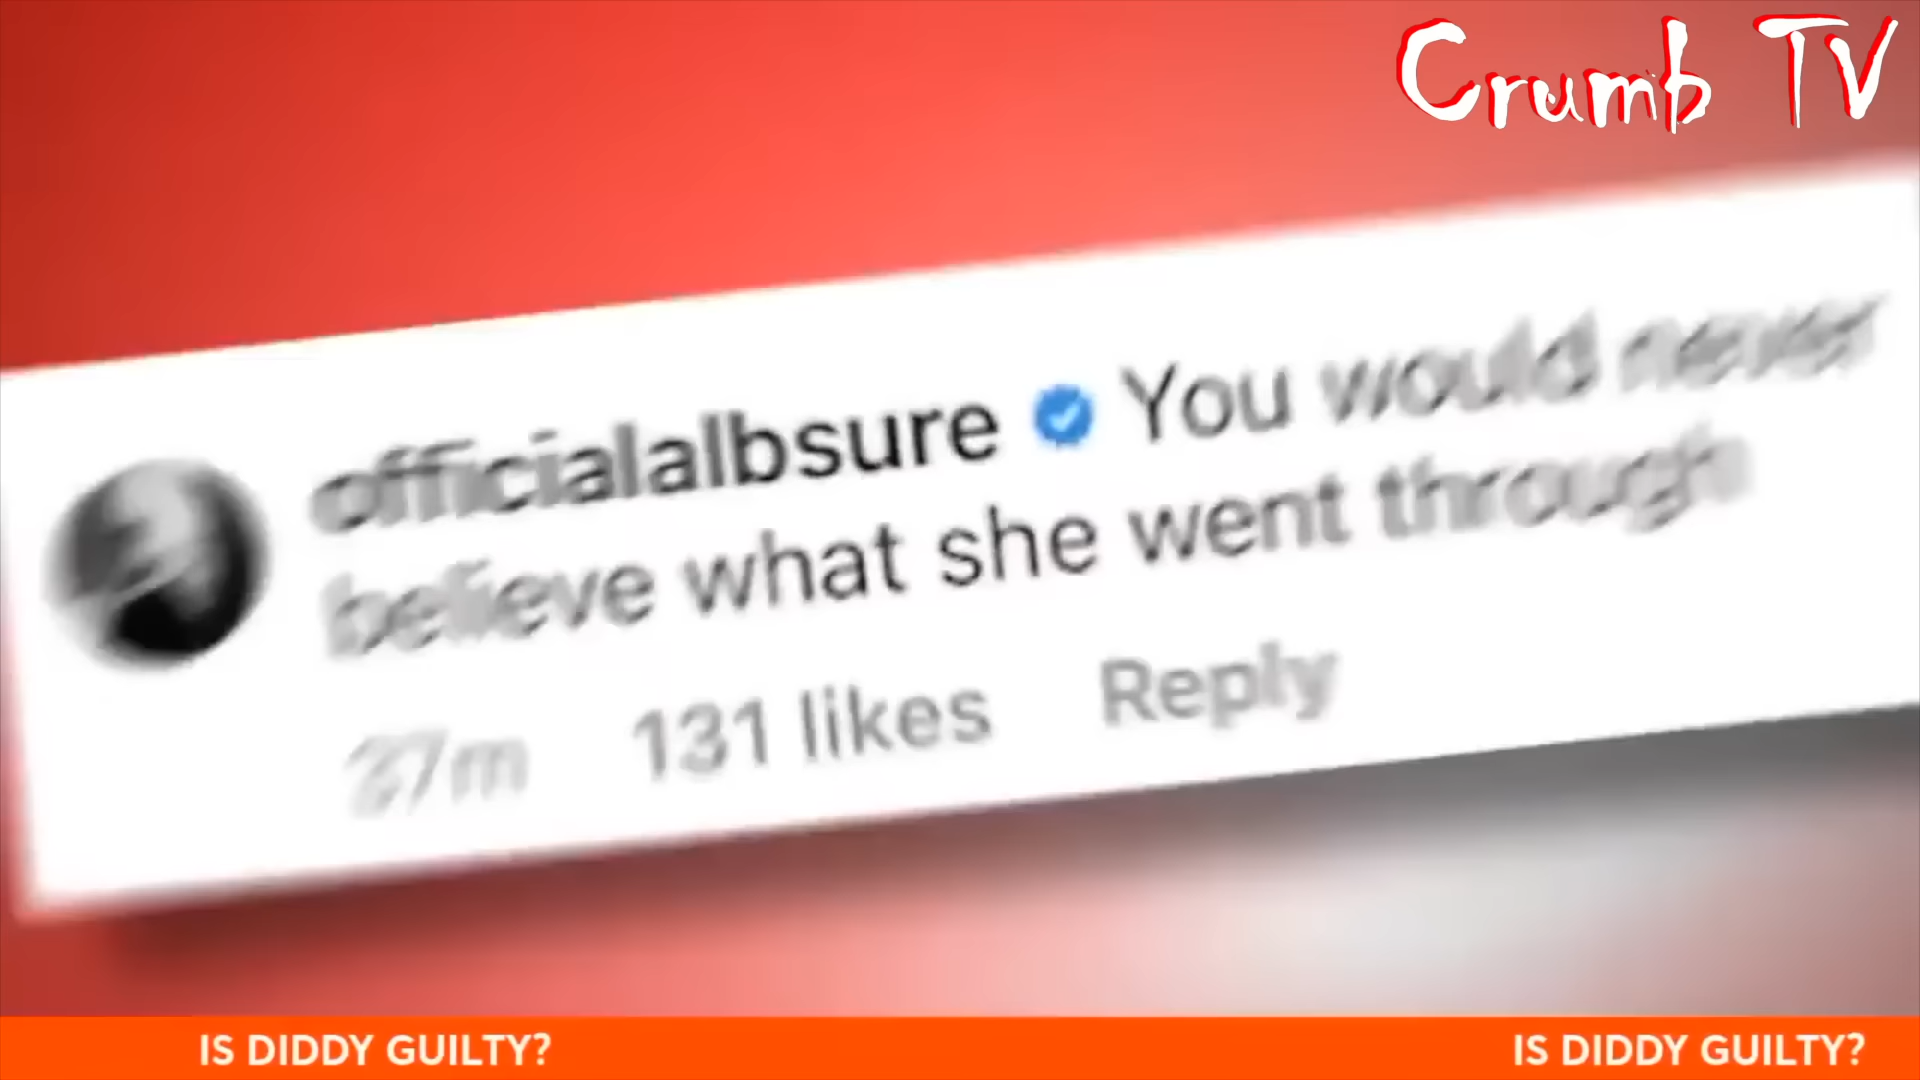 Crumb TV
officialalbsure You would never
believe what she went through
37m 131 likes Reply
IS DIDDY GUILTY? IS DIDDY GUILTY?